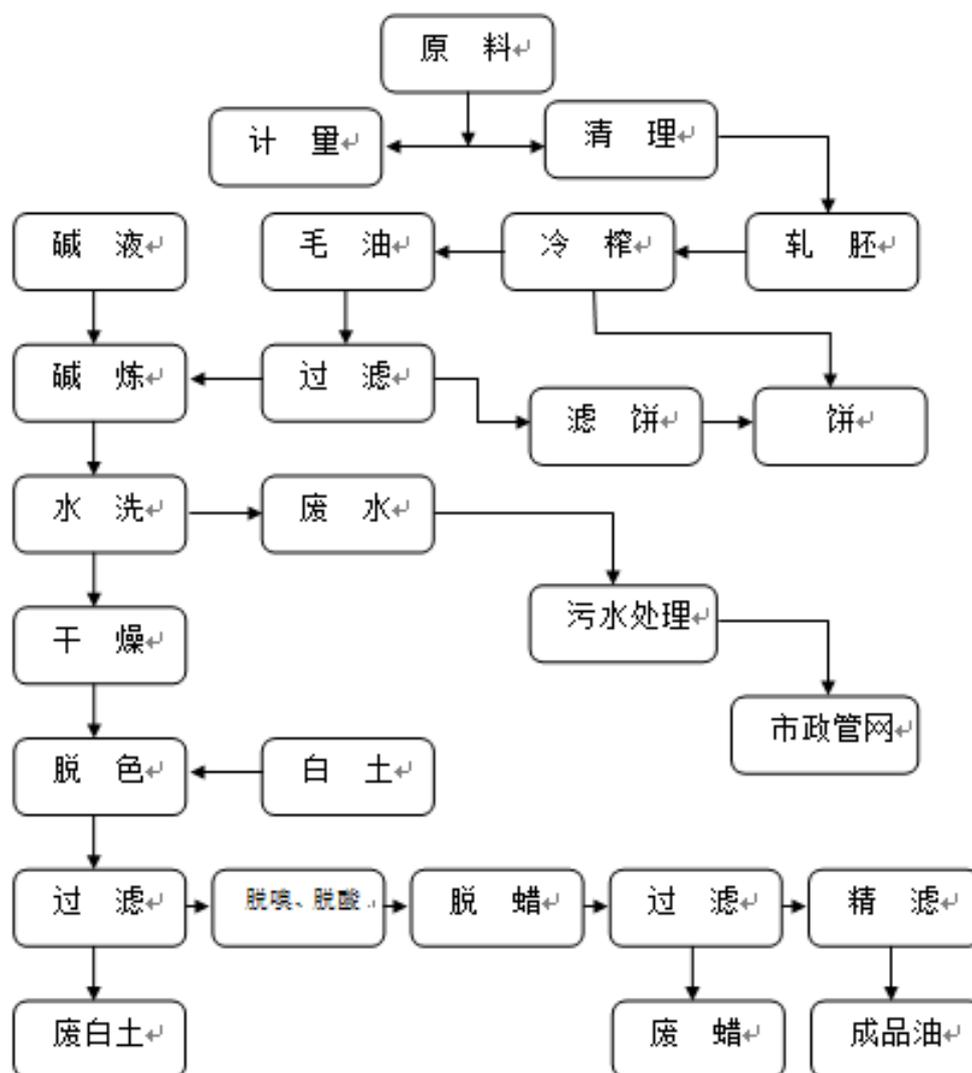 原 料
计 量
清 理
碱 液
毛 油
冷 榨
轧 胚
碱 炼
过 滤
滤 饼
饼
水 洗
废 水
污水处理
干 燥
市政管网
脱 色
白 土
过 滤
脱嗅、脱酸
脱 蜡
过 滤
精 滤
废白土
废 蜡
成品油